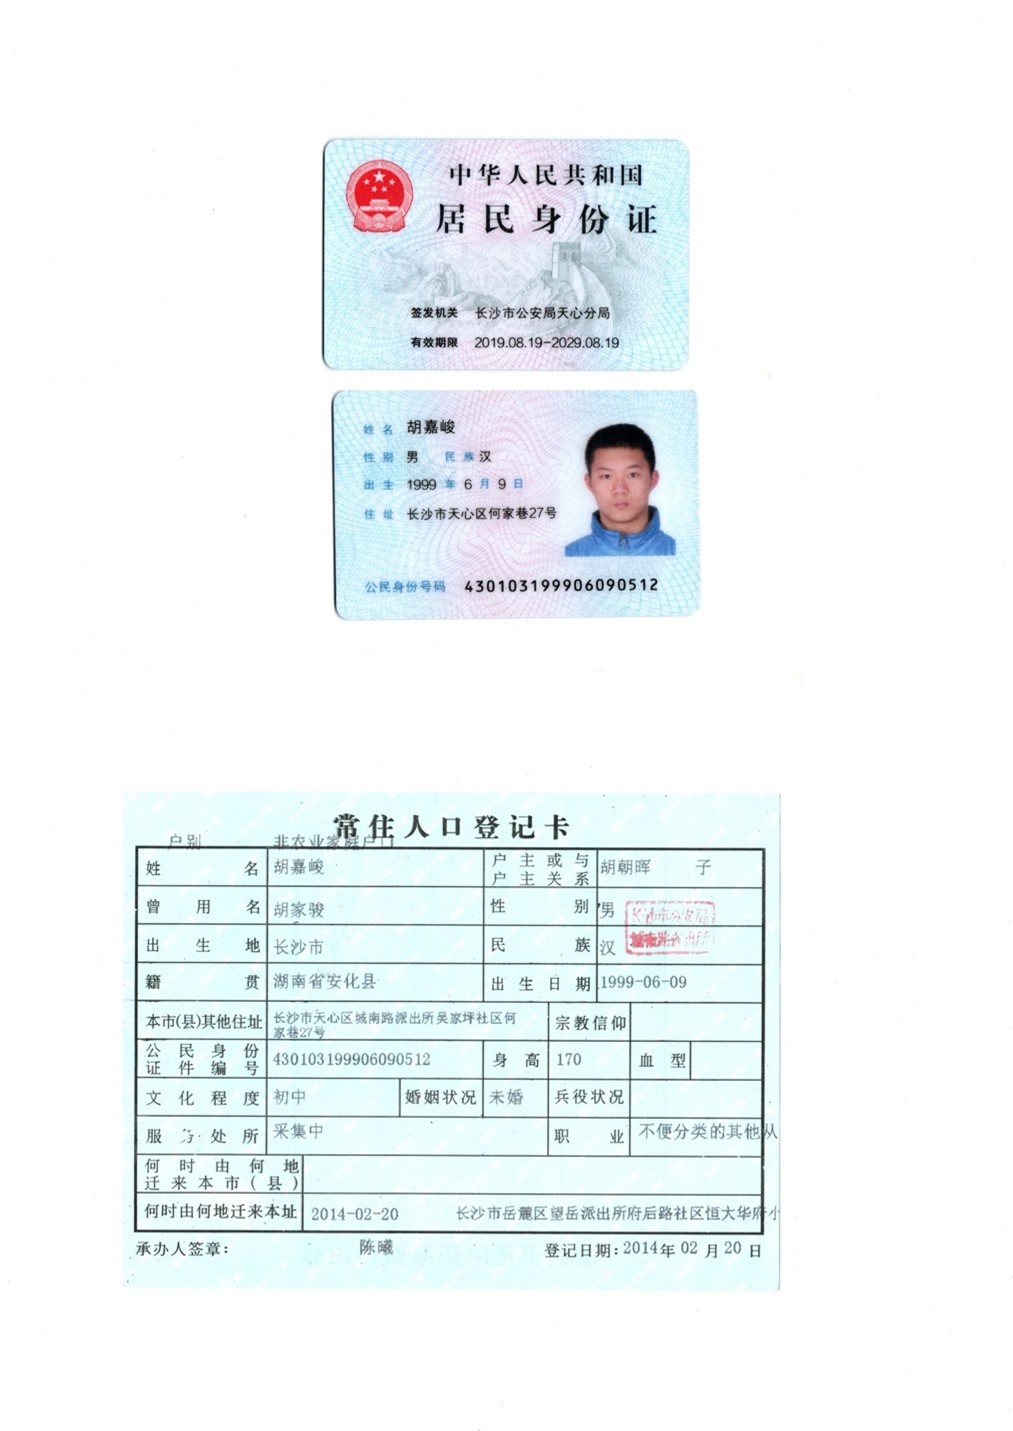 中华人民共和国
居民身份证
签发机关 长沙市公安局天心分局
有效期限 2019.08.19-2029.08.19
姓名 胡嘉峻
性别 男 民族 汉
出生 1999 年 6 月 9 日
住址 长沙市天心区何家巷27号
公民身份号码 430103199906090512
常住人口登记卡
户别 非农业家庭户口
姓名 胡嘉峻 户主或与户主关系 胡朝晖 子
曾用名 胡家骏 性别 男
出生地 长沙市 民族 汉
籍贯 湖南省安化县 出生日期 1999-06-09
本市(县)其他住址 长沙市天心区城南路派出所吴家坪社区何
家巷27号 宗教信仰
公民身份证件编号 430103199906090512 身高 170 血型
文化程度 初中 婚姻状况 未婚 兵役状况
服务处所 采集中 职业 不便分类的其他从
何时由何地迁来本市(县)
何时由何地迁来本址 2014-02-20 长沙市岳麓区望岳派出所府后路社区恒大华府小
承办人签章: 陈曦 登记日期: 2014年 02 月 20 日